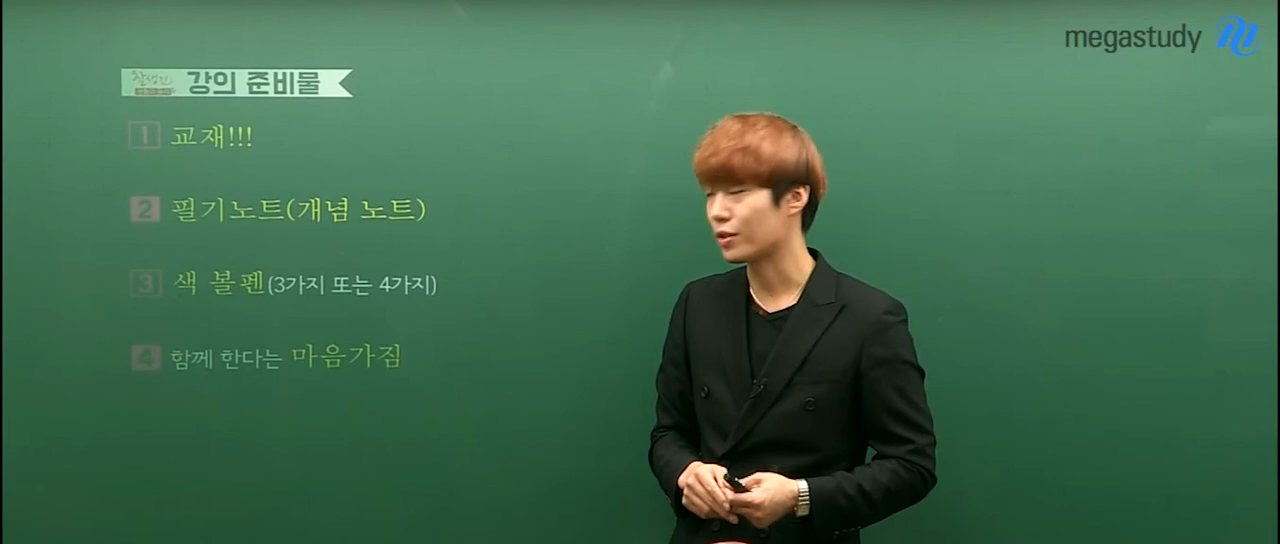 megastudy
강의 준비물
1 교재!!!
2 필기노트(개념 노트)
3 색 볼펜(3가지 또는 4가지)
4 함께 한다는 마음가짐